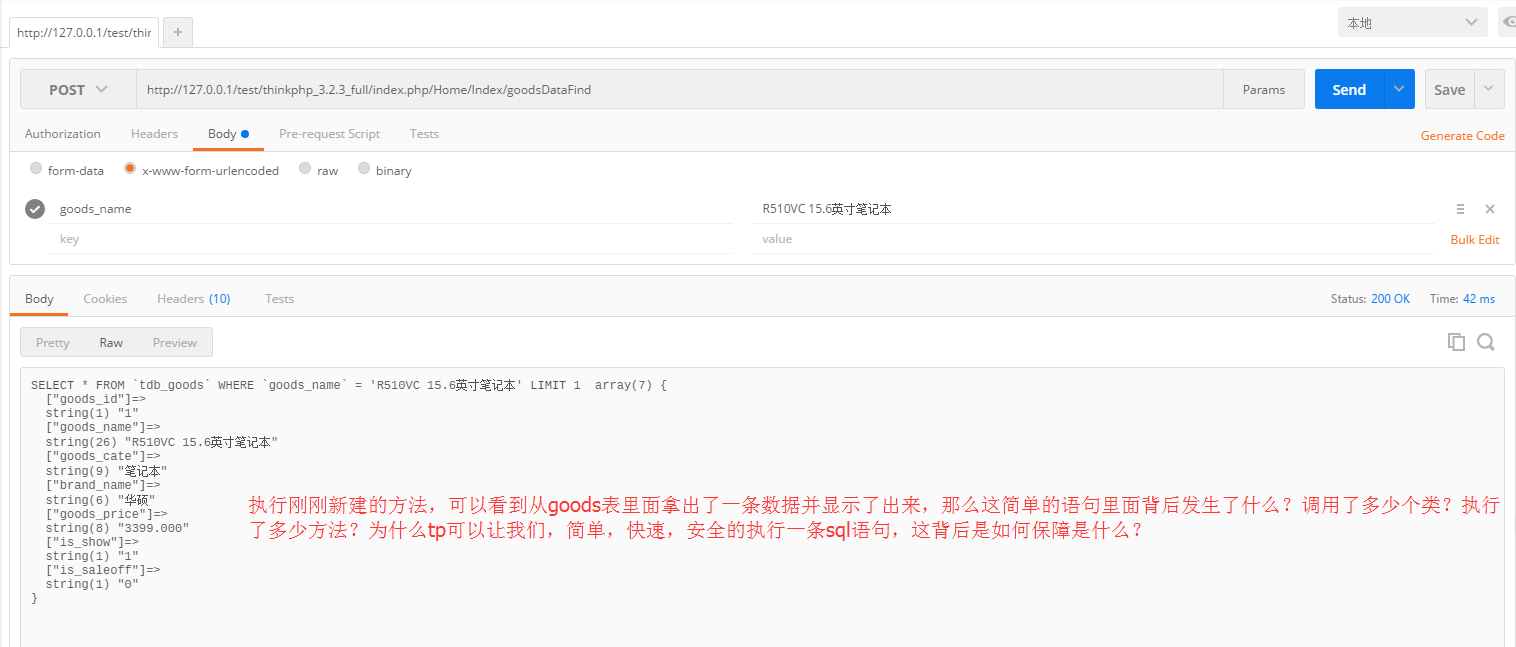 http://127.0.0.1/test/thir
+
本地
POST
http://127.0.0.1/test/thinkphp_3.2.3_full/index.php/Home/Index/goodsDataFind
Params
Send
Save
Authorization
Headers
Body
Pre-request Script
Tests
Generate Code
form-data
x-www-form-urlencoded
raw
binary
goods_name
R510VC 15.6英寸笔记本
key
value
Bulk Edit
Body
Cookies
Headers (10)
Tests
Status: 200 OK
Time: 42 ms
Pretty
Raw
Preview
SELECT * FROM `tdb_goods` WHERE `goods_name` = 'R510VC 15.6英寸笔记本' LIMIT 1  array(7) {
["goods_id"]=>
string(1) "1"
["goods_name"]=>
string(26) "R510VC 15.6英寸笔记本"
["goods_cate"]=>
string(9) "笔记本"
["brand_name"]=>
string(6) "华硕"
["goods_price"]=>
string(8) "3399.000"
["is_show"]=>
string(1) "1"
["is_saleoff"]=>
string(1) "0"
}
执行刚刚新建的方法，可以看到从goods表里面拿出了一条数据并显示了出来，那么这简单的语句里面背后发生了什么？调用了多少个类？执行
了多少方法？为什么tp可以让我们，简单，快速，安全的执行一条sql语句，这背后是如何保障是什么？